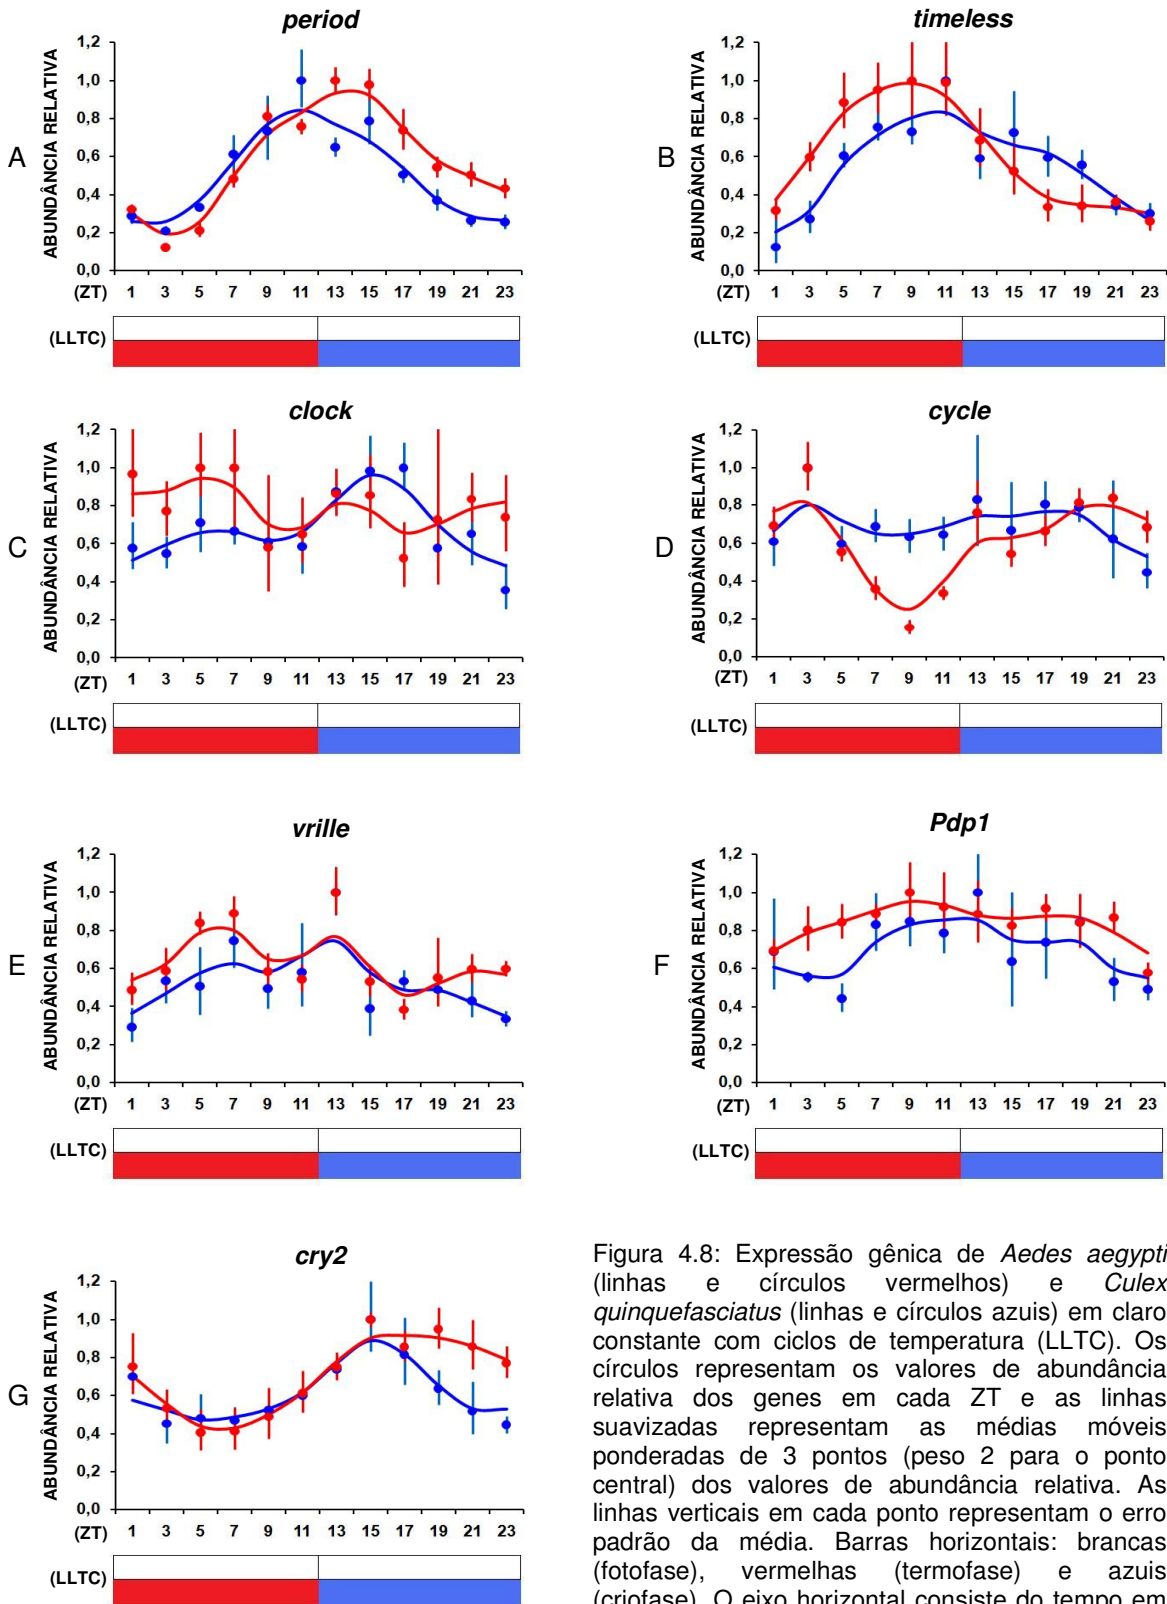 period
ABUNDÂNCIA RELATIVA
1,2
1,0
0,8
0,6
0,4
0,2
0,0
A
(ZT) 1 3 5 7 9 11 13 15 17 19 21 23
(LLTC)
timeless
ABUNDÂNCIA RELATIVA
1,2
1,0
0,8
0,6
0,4
0,2
0,0
B
(ZT) 1 3 5 7 9 11 13 15 17 19 21 23
(LLTC)
clock
ABUNDÂNCIA RELATIVA
1,2
1,0
0,8
0,6
0,4
0,2
0,0
C
(ZT) 1 3 5 7 9 11 13 15 17 19 21 23
(LLTC)
cycle
ABUNDÂNCIA RELATIVA
1,2
1,0
0,8
0,6
0,4
0,2
0,0
D
(ZT) 1 3 5 7 9 11 13 15 17 19 21 23
(LLTC)
vrille
ABUNDÂNCIA RELATIVA
1,2
1,0
0,8
0,6
0,4
0,2
0,0
E
(ZT) 1 3 5 7 9 11 13 15 17 19 21 23
(LLTC)
Pdp1
ABUNDÂNCIA RELATIVA
1,2
1,0
0,8
0,6
0,4
0,2
0,0
F
(ZT) 1 3 5 7 9 11 13 15 17 19 21 23
(LLTC)
cry2
ABUNDÂNCIA RELATIVA
1,2
1,0
0,8
0,6
0,4
0,2
0,0
G
(ZT) 1 3 5 7 9 11 13 15 17 19 21 23
(LLTC)
Figura 4.8: Expressão gênica de Aedes aegypti
(linhas e círculos vermelhos) e Culex
quinquefasciatus (linhas e círculos azuis) em claro
constante com ciclos de temperatura (LLTC). Os
círculos representam os valores de abundância
relativa dos genes em cada ZT e as linhas
suavizadas representam as médias móveis
ponderadas de 3 pontos (peso 2 para o ponto
central) dos valores de abundância relativa. As
linhas verticais em cada ponto representam o erro
padrão da média. Barras horizontais: brancas
(fotofase), vermelhas (termofase) e azuis
(criofase). O eixo horizontal consiste do tempo em